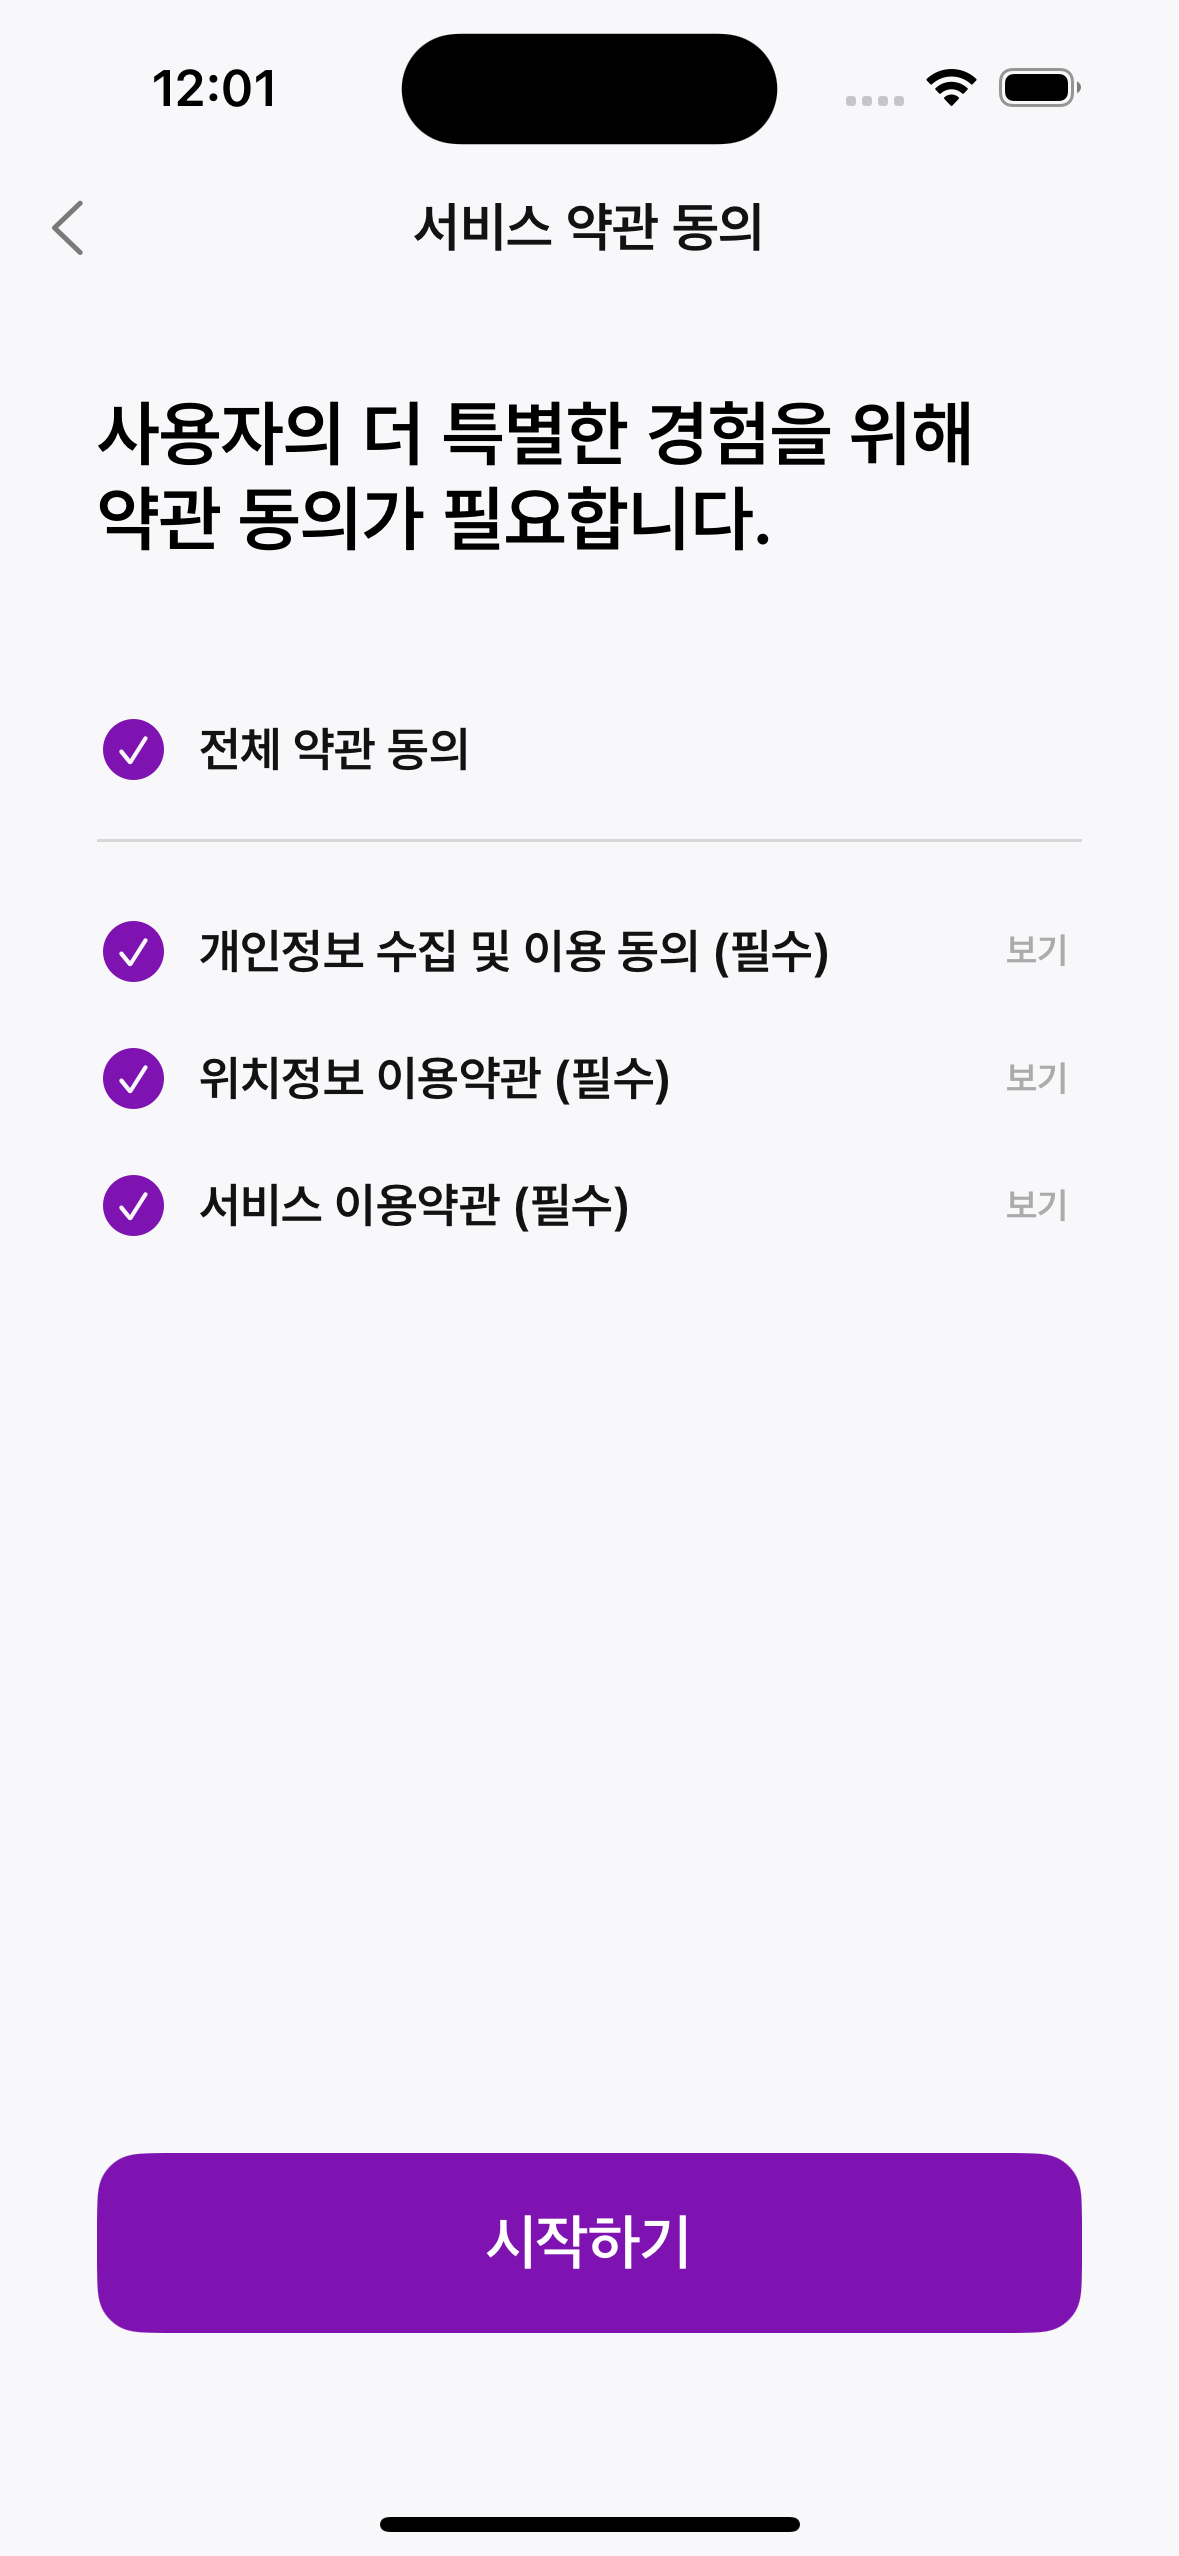 12:01
서비스 약관 동의
사용자의 더 특별한 경험을 위해
약관 동의가 필요합니다.
전체 약관 동의
개인정보 수집 및 이용 동의 (필수) 보기
위치정보 이용약관 (필수) 보기
서비스 이용약관 (필수) 보기
시작하기